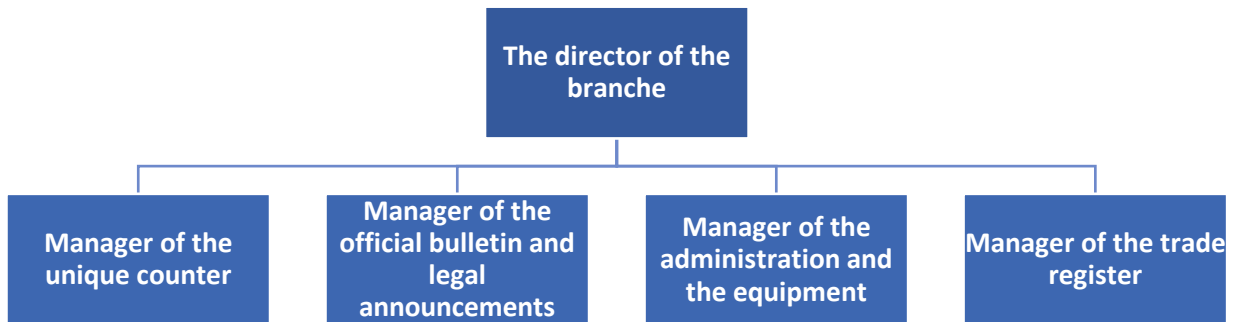 The director of the
branche
Manager of the
unique counter
Manager of the
official bulletin and
legal
announcements
Manager of the
administration and
the equipment
Manager of the trade
register